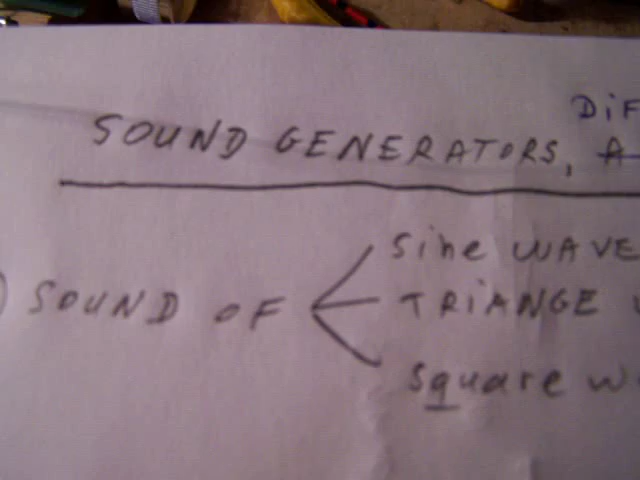 DiF
SOUND GENERATORS, A
Sine WAVE
) SOUND OF TRiANGE
square w